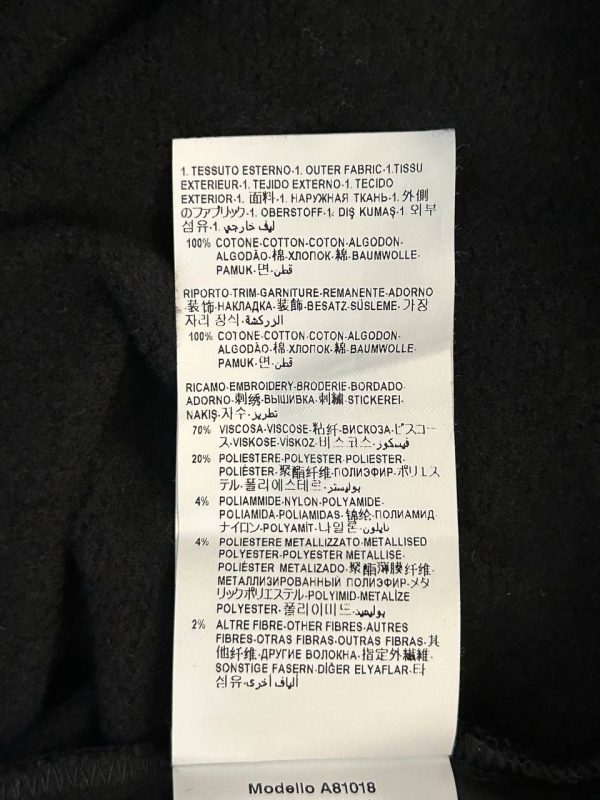 1. TESSUTO ESTERNO-1. OUTER FABRIC-1.TISSU
EXTERIEUR-1. TEJIDO EXTERNO-1. TECIDO
EXTERIOR-1. 面料-1. НАРУЖНАЯ ТКАНЬ-1. 外側
のファブリック-1. OBERSTOFF-1. DIŞ KUMAŞ-1 외부
섬유-1. ليف خارجي
100% COTONE-COTTON-COTON-ALGODON-
ALGODÃO-棉-ХЛОПОК-綿-BAUMWOLLE-
PAMUK-면-قطن
RIPORTO-TRIM-GARNITURE-REMANENTE-ADORNO
-装饰-НАКЛАДКА-装飾-BESATZ-SÜSLEME-가장
자리 장식-الزركشة
100% COTONE-COTTON-COTON-ALGODON-
ALGODÃO-棉-ХЛОПОК-綿-BAUMWOLLE-
PAMUK-면-قطن
RICAMO-EMBROIDERY-BRODERIE-BORDADO-
ADORNO-刺绣-ВЫШИВКА-刺繍-STICKEREI-
NAKIŞ-자수-تطريز
70% VISCOSA-VISCOSE-粘纤-ВИСКОЗА-ビスコー
ス-VISKOSE-VİSKOZ-비스코스-فيسكوز
20% POLIESTERE-POLYESTER-POLIESTER-
POLIÉSTER-聚酯纤维-ПОЛИЭФИР-ポリエス
テル-폴리에스테르-بوليستر
4% POLIAMMIDE-NYLON-POLYAMIDE-
POLIAMIDA-POLIAMIDAS-锦纶-ПОЛИАМИД-
ナイロン-POLYAMİT-나일론-نايلون
4% POLIESTERE METALLIZZATO-METALLISED
POLYESTER-POLYESTER METALLISE-
POLIÉSTER METALIZADO-聚酯薄膜纤维-
МЕТАЛЛИЗИРОВАННЫЙ ПОЛИЭФИР-メタ
リックポリエステル-POLYIMID-METALİZE
POLYESTER-폴리이미드-بوليميد
2% ALTRE FIBRE-OTHER FIBRES-AUTRES
FIBRES-OTRAS FIBRAS-OUTRAS FIBRAS-其
他纤维-ДРУГИЕ ВОЛОКНА-指定外繊維-
SONSTIGE FASERN-DİĞER ELYAFLAR-타
섬유-ألياف أخرى
Modello A81018